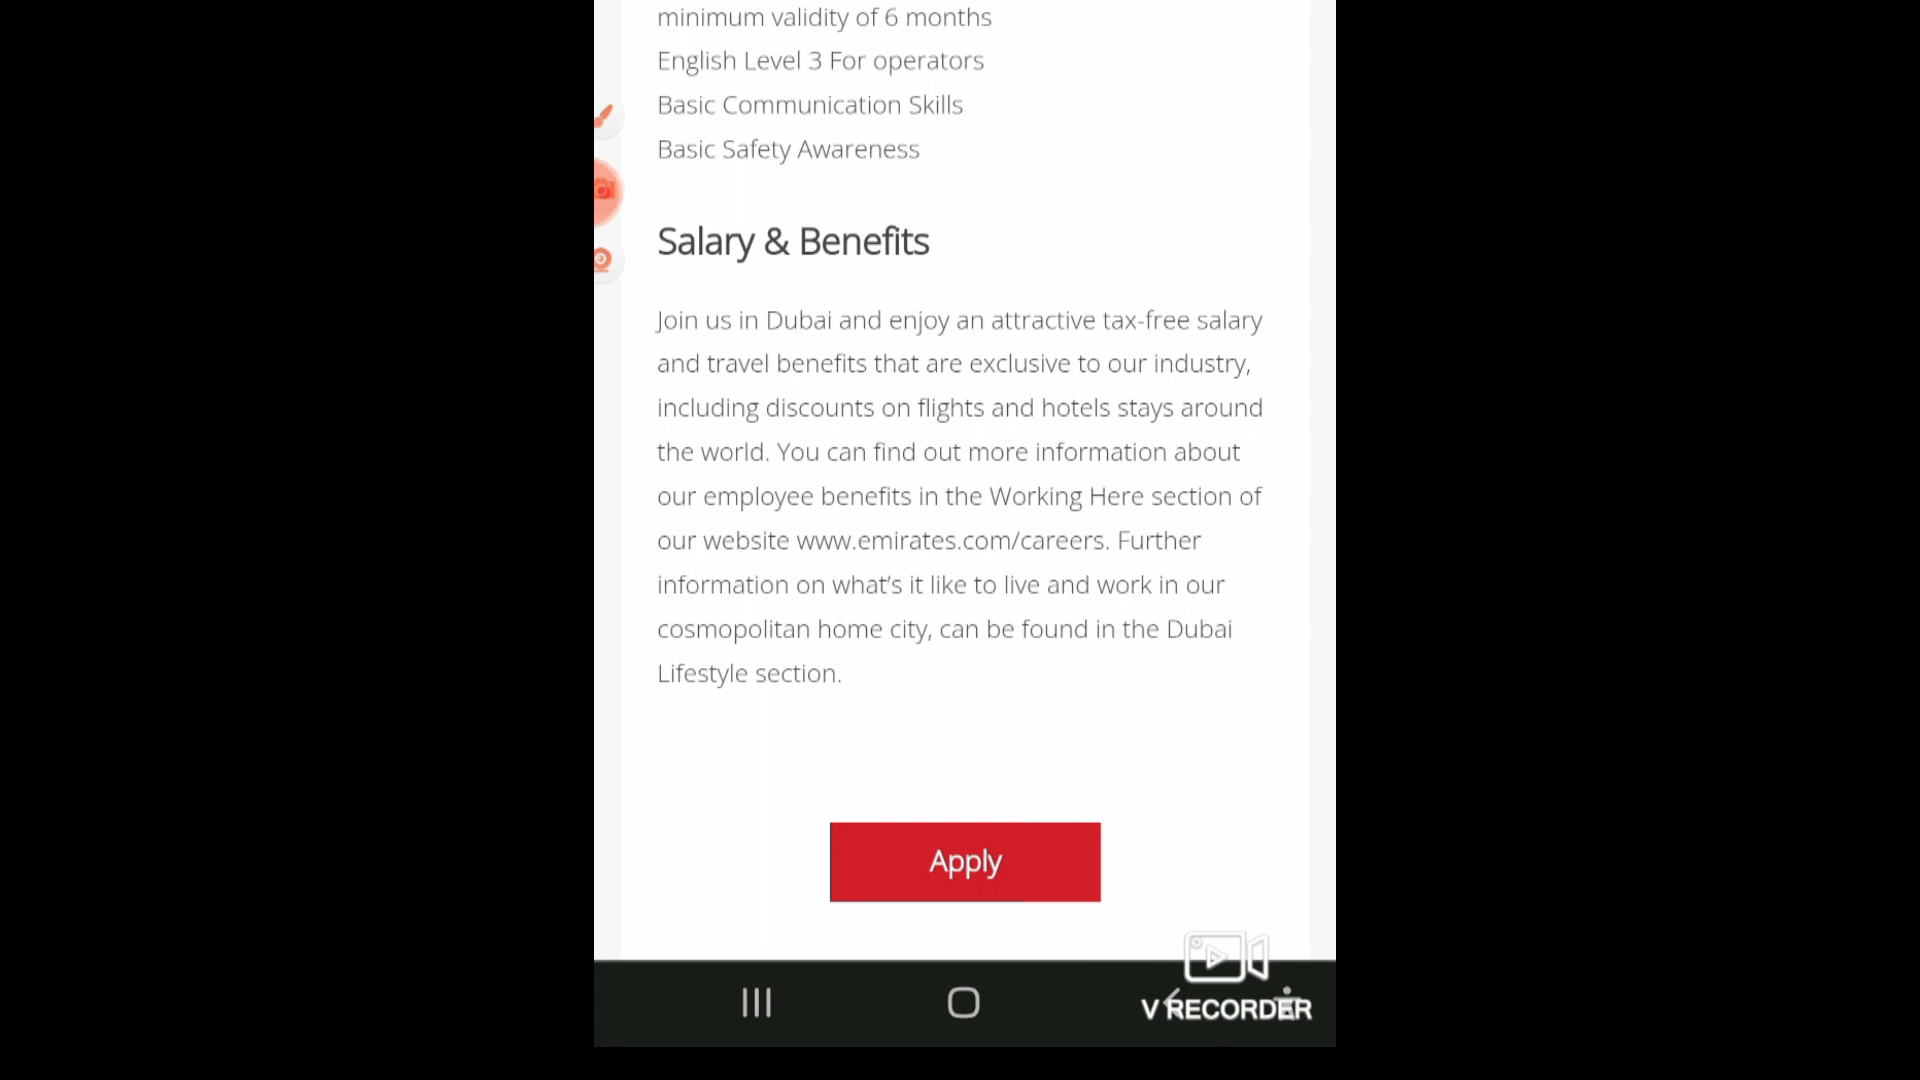 minimum validity of 6 months
English Level 3 For operators
Basic Communication Skills
Basic Safety Awareness
Salary & Benefits
Join us in Dubai and enjoy an attractive tax-free salary
and travel benefits that are exclusive to our industry,
including discounts on flights and hotels stays around
the world. You can find out more information about
our employee benefits in the Working Here section of
our website www.emirates.com/careers. Further
information on what’s it like to live and work in our
cosmopolitan home city, can be found in the Dubai
Lifestyle section.
Apply
V RECORDER